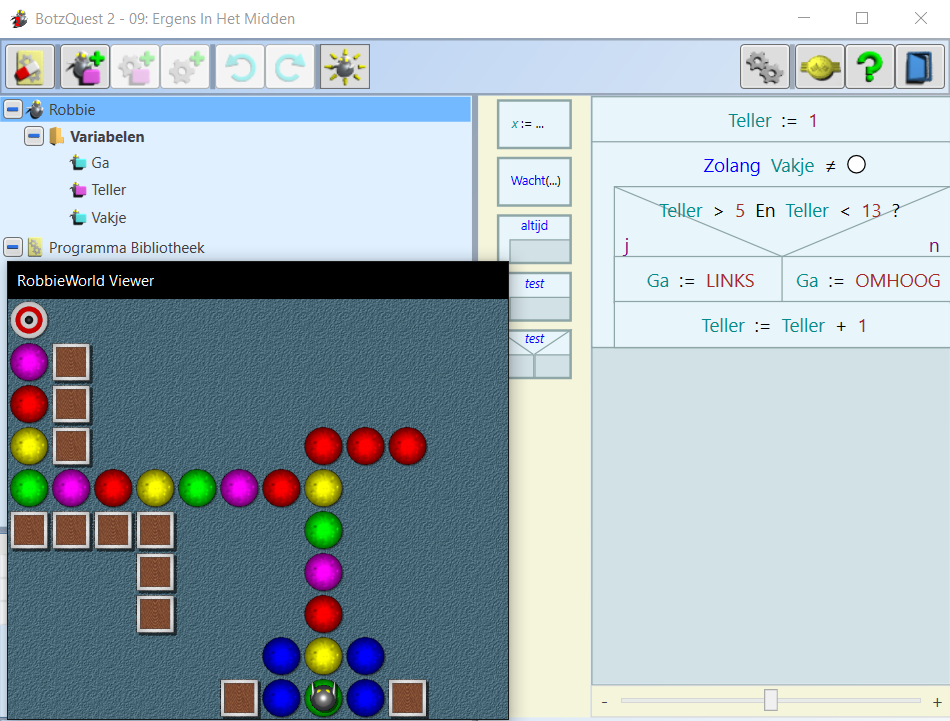 BotzQuest 2 - 09: Ergens In Het Midden
Robbie
Variabelen
Ga
Teller
Vakje
Programma Bibliotheek
RobbieWorld Viewer
x := ...
Wacht(...)
altijd
test
test
Teller := 1
Zolang Vakje ≠
Teller > 5 En Teller < 13 ?
j n
Ga := LINKS Ga := OMHOOG
Teller := Teller + 1
- +